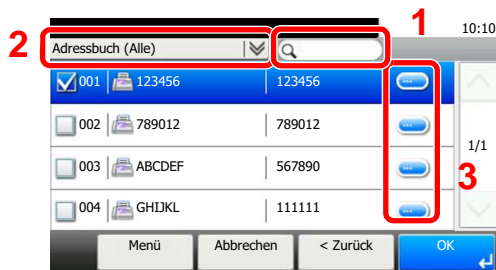 1
10:10
2
Adressbuch (Alle)
001 123456 123456
002 789012 789012
1/1
003 ABCDEF 567890
3
004 GHIJKL 111111
Menü Abbrechen < Zurück OK